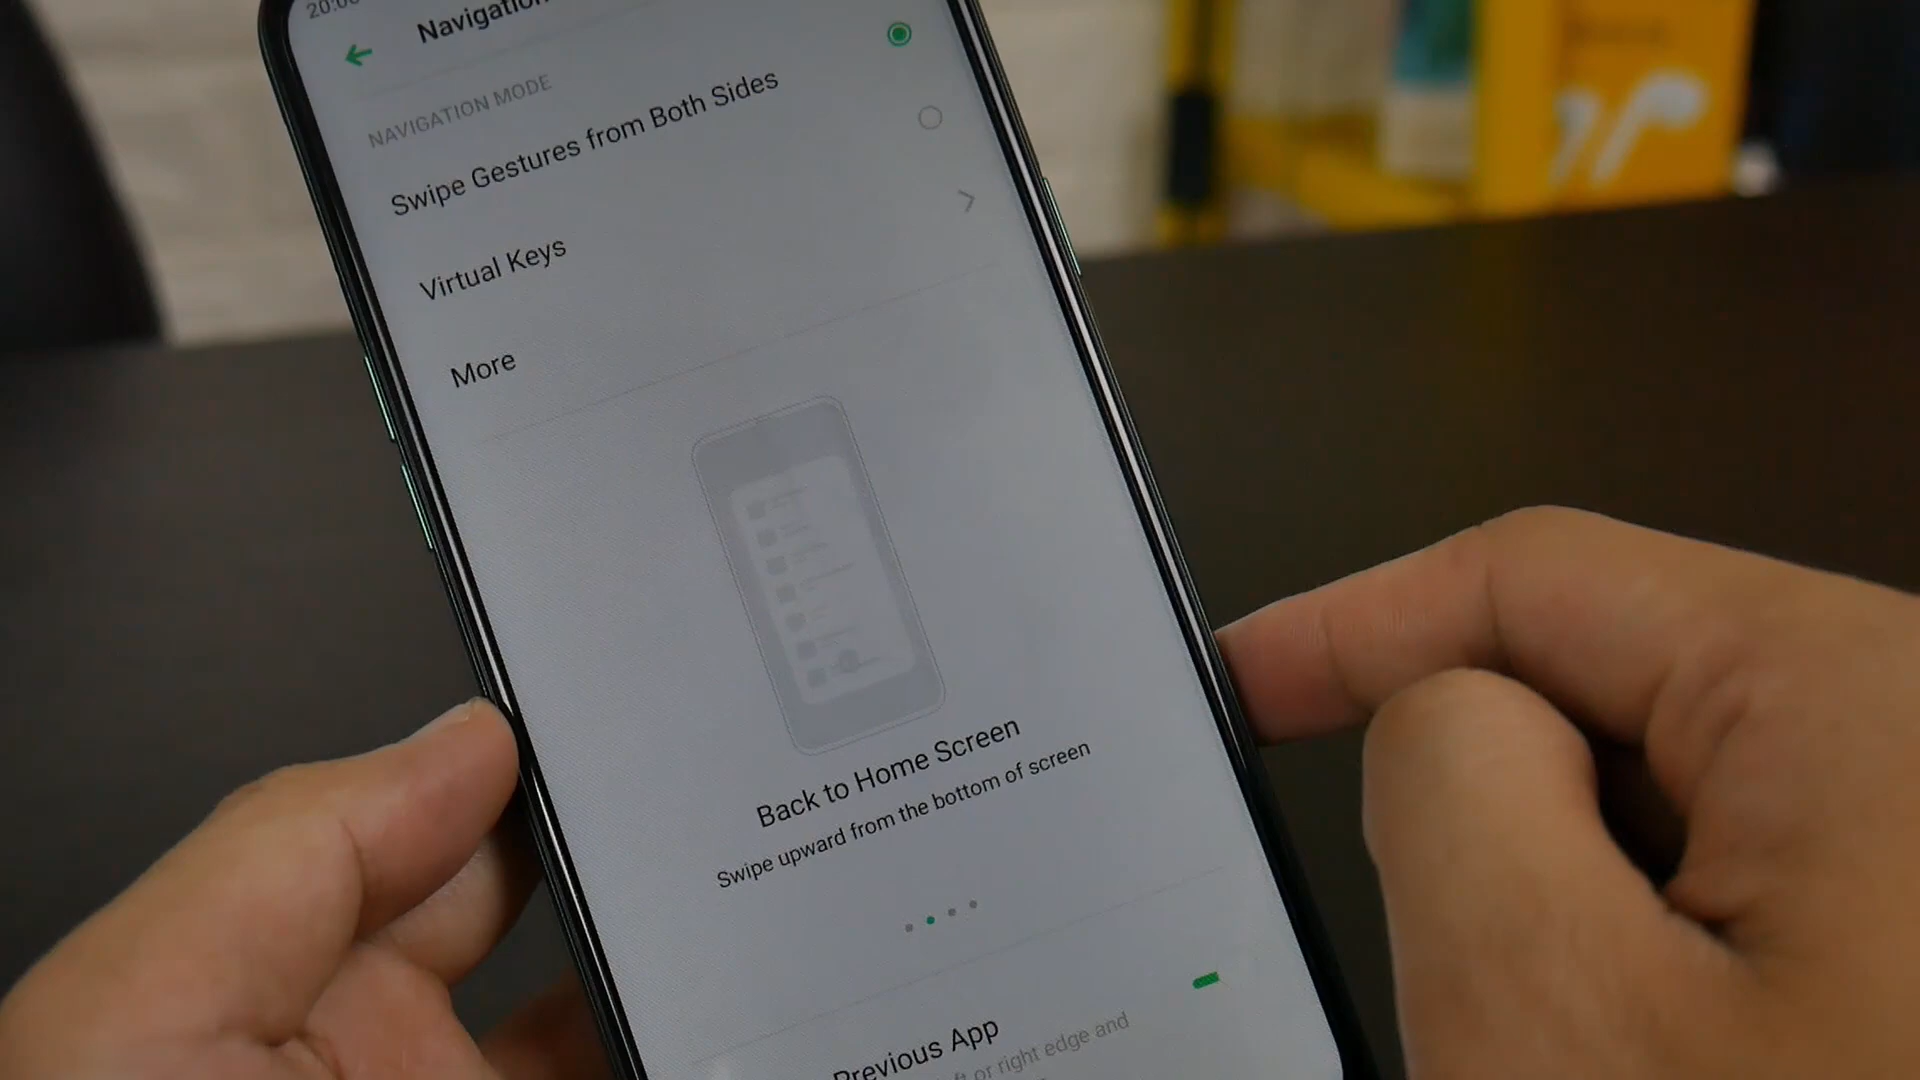 Navigation
NAVIGATION MODE
Swipe Gestures from Both Sides
Virtual Keys
More
Back to Home Screen
Swipe upward from the bottom of screen
Previous App
or right edge and